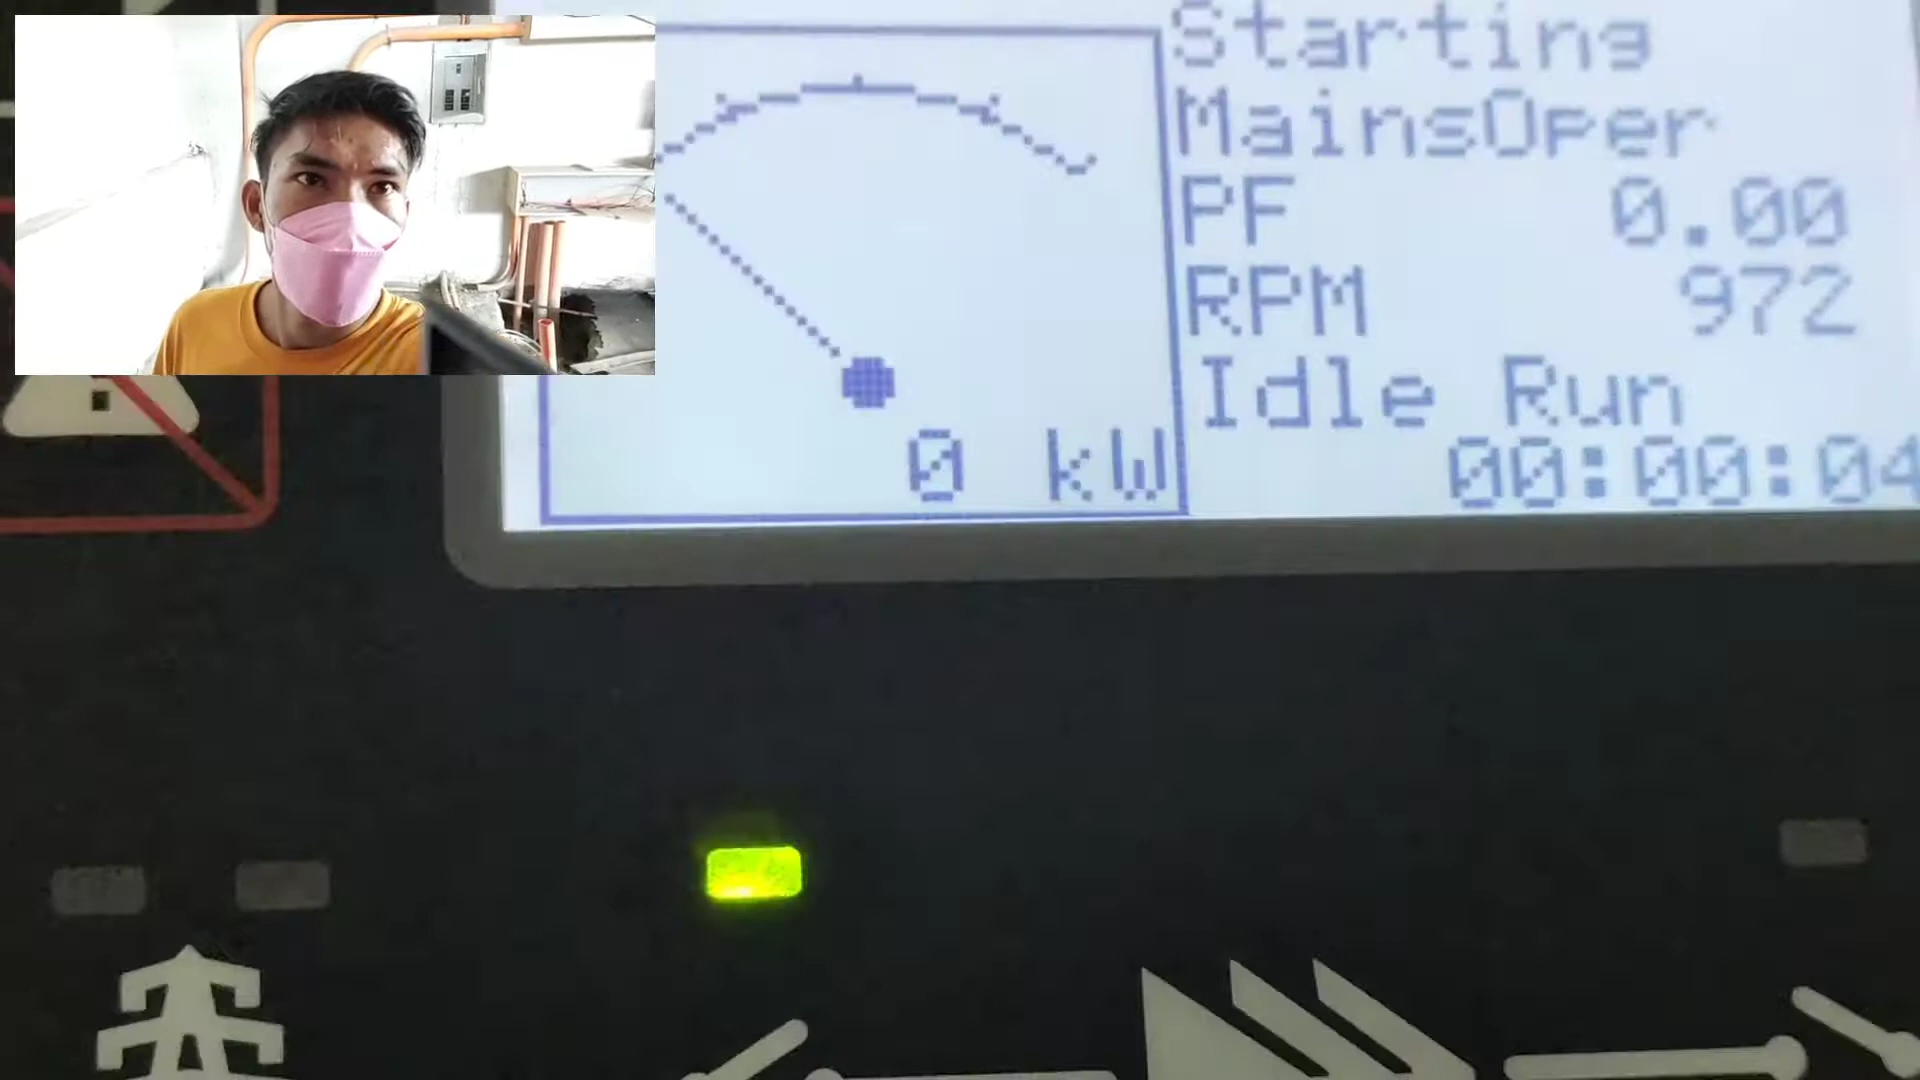 Starting
MainsOper
PF 0.00
RPM 972
Idle Run
00:00:04
0 kW